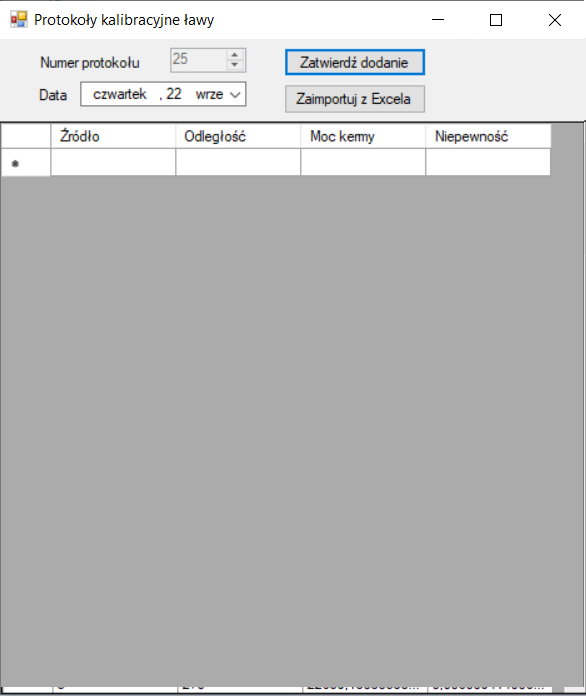 Protokoły kalibracyjne ławy
Numer protokołu 25 Zatwierdź dodanie
Data czwartek , 22 wrze Zaimportuj z Excela
Źródło Odległość Moc kermy Niepewność